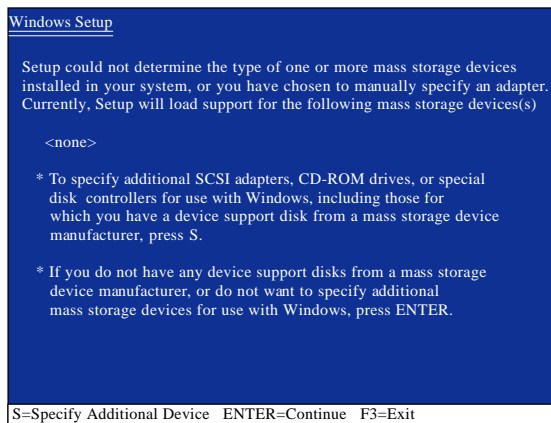 Windows Setup
Setup could not determine the type of one or more mass storage devices
installed in your system, or you have chosen to manually specify an adapter.
Currently, Setup will load support for the following mass storage devices(s)
<none>
* To specify additional SCSI adapters, CD-ROM drives, or special
disk controllers for use with Windows, including those for
which you have a device support disk from a mass storage device
manufacturer, press S.
* If you do not have any device support disks from a mass storage
device manufacturer, or do not want to specify additional
mass storage devices for use with Windows, press ENTER.
S=Specify Additional Device ENTER=Continue F3=Exit